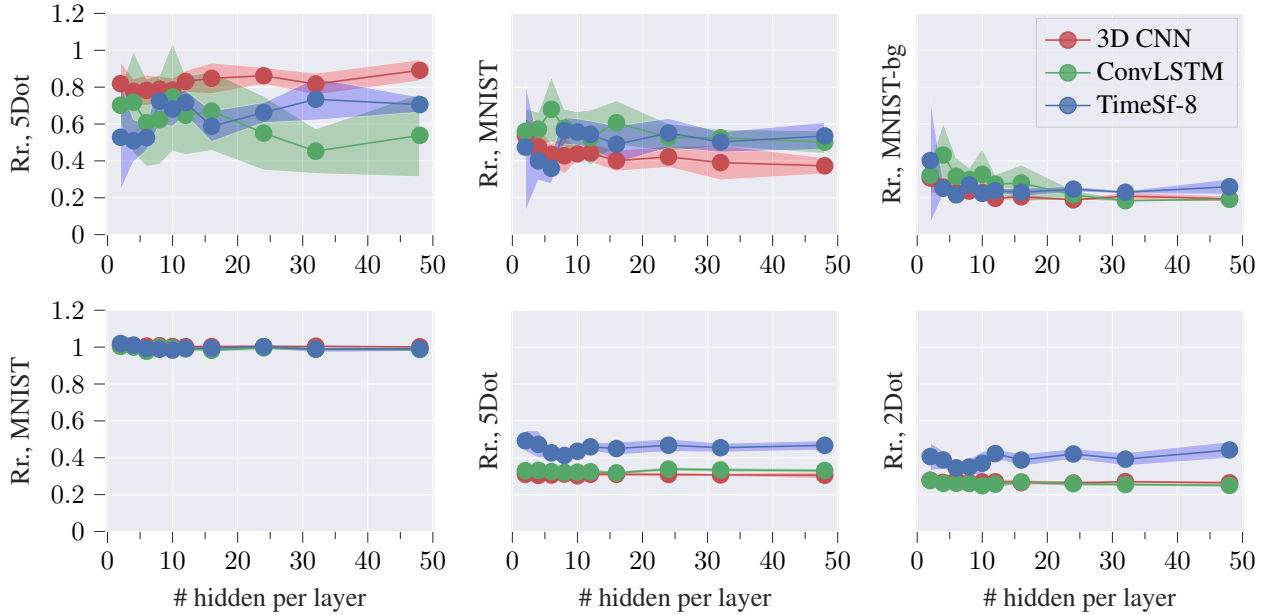 Rr., 5Dot
1.2
1
0.8
0.6
0.4
0.2
0
0 10 20 30 40 50
Rr., MNIST
0 10 20 30 40 50
Rr., MNIST-bg
3D CNN
ConvLSTM
TimeSf-8
0 10 20 30 40 50
Rr., MNIST
1.2
1
0.8
0.6
0.4
0.2
0
0 10 20 30 40 50
# hidden per layer
Rr., 5Dot
0 10 20 30 40 50
# hidden per layer
Rr., 2Dot
0 10 20 30 40 50
# hidden per layer